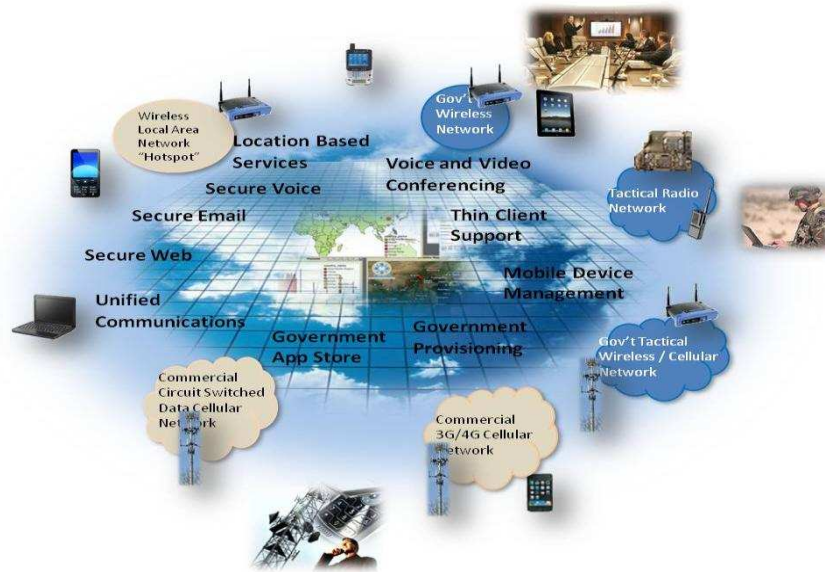 Wireless
Local Area
Network
"Hotspot"
Gov't
Wireless
Network
Location Based
Services
Voice and Video
Conferencing
Secure Voice
Tactical Radio
Network
Secure Email
Thin Client
Support
Secure Web
Mobile Device
Management
Unified
Communications
Government
App Store
Government
Provisioning
Gov't Tactical
Wireless / Cellular
Network
Commercial
Circuit Switched
Data Cellular
Network
Commercial
3G/4G Cellular
Network